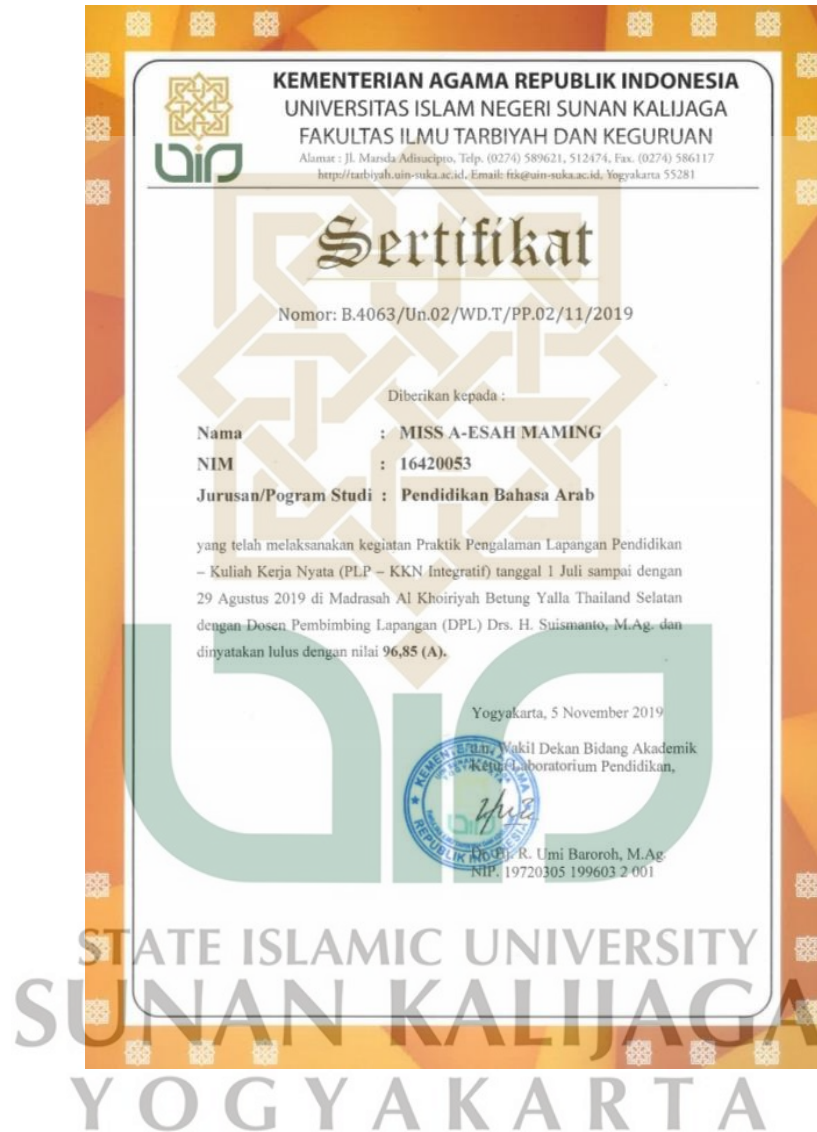 KEMENTERIAN AGAMA REPUBLIK INDONESIA
UNIVERSITAS ISLAM NEGERI SUNAN KALIJAGA
FAKULTAS ILMU TARBIYAH DAN KEGURUAN
Alamat : Jl. Marsda Adisucipto, Telp. (0274) 589621, 512474, Fax. (0274) 586117
http://tarbiyah.uin-suka.ac.id. Email: ftk@uin-suka.ac.id, Yogyakarta 55281
Sertifikat
Nomor: B.4063/Un.02/WD.T/PP.02/11/2019
Diberikan kepada :
Nama : MISS A-ESAH MAMING
NIM : 16420053
Jurusan/Pogram Studi : Pendidikan Bahasa Arab
yang telah melaksanakan kegiatan Praktik Pengalaman Lapangan Pendidikan
– Kuliah Kerja Nyata (PLP – KKN Integratif) tanggal 1 Juli sampai dengan
29 Agustus 2019 di Madrasah Al Khoiriyah Betung Yalla Thailand Selatan
dengan Dosen Pembimbing Lapangan (DPL) Drs. H. Suismanto, M.Ag. dan
dinyatakan lulus dengan nilai 96,85 (A).
Yogyakarta, 5 November 2019
Wakil Dekan Bidang Akademik
Ketua Laboratorium Pendidikan,
KEMENTERIAN AGAMA
REPUBLIK INDONESIA
R. Umi Baroroh, M.Ag.
NIP. 19720305 199603 2 001
STATE ISLAMIC UNIVERSITY
SUNAN KALIJAGA
YOGYAKARTA